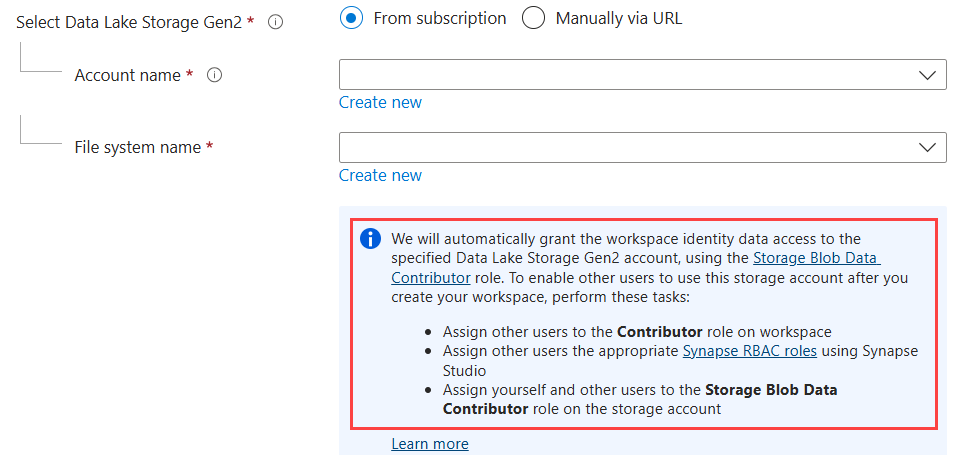 Select Data Lake Storage Gen2 * From subscription Manually via URL
Account name *
Create new
File system name *
Create new
We will automatically grant the workspace identity data access to the
specified Data Lake Storage Gen2 account, using the Storage Blob Data
Contributor role. To enable other users to use this storage account after you
create your workspace, perform these tasks:
• Assign other users to the Contributor role on workspace
• Assign other users the appropriate Synapse RBAC roles using Synapse
Studio
• Assign yourself and other users to the Storage Blob Data
Contributor role on the storage account
Learn more